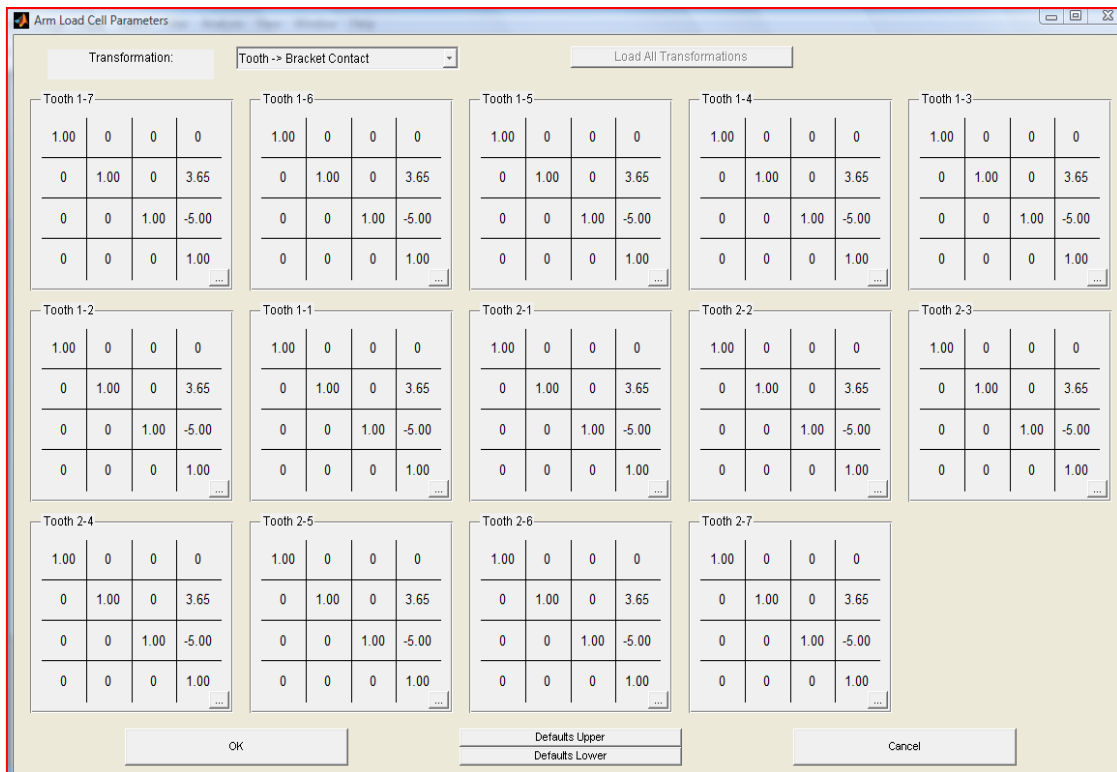 Arm Load Cell Parameters
Transformation: Tooth -> Bracket Contact Load All Transformations
Tooth 1-7 Tooth 1-6 Tooth 1-5 Tooth 1-4 Tooth 1-3
1.00 0 0 0 1.00 0 0 0 1.00 0 0 0 1.00 0 0 0 1.00 0 0 0
0 1.00 0 3.65 0 1.00 0 3.65 0 1.00 0 3.65 0 1.00 0 3.65 0 1.00 0 3.65
0 0 1.00 -5.00 0 0 1.00 -5.00 0 0 1.00 -5.00 0 0 1.00 -5.00 0 0 1.00 -5.00
0 0 0 1.00 0 0 0 1.00 0 0 0 1.00 0 0 0 1.00 0 0 0 1.00
... ... ... ... ...
Tooth 1-2 Tooth 1-1 Tooth 2-1 Tooth 2-2 Tooth 2-3
1.00 0 0 0 1.00 0 0 0 1.00 0 0 0 1.00 0 0 0 1.00 0 0 0
0 1.00 0 3.65 0 1.00 0 3.65 0 1.00 0 3.65 0 1.00 0 3.65 0 1.00 0 3.65
0 0 1.00 -5.00 0 0 1.00 -5.00 0 0 1.00 -5.00 0 0 1.00 -5.00 0 0 1.00 -5.00
0 0 0 1.00 0 0 0 1.00 0 0 0 1.00 0 0 0 1.00 0 0 0 1.00
... ... ... ... ...
Tooth 2-4 Tooth 2-5 Tooth 2-6 Tooth 2-7
1.00 0 0 0 1.00 0 0 0 1.00 0 0 0 1.00 0 0 0
0 1.00 0 3.65 0 1.00 0 3.65 0 1.00 0 3.65 0 1.00 0 3.65
0 0 1.00 -5.00 0 0 1.00 -5.00 0 0 1.00 -5.00 0 0 1.00 -5.00
0 0 0 1.00 0 0 0 1.00 0 0 0 1.00 0 0 0 1.00
... ... ... ...
OK Defaults Upper Cancel
Defaults Lower